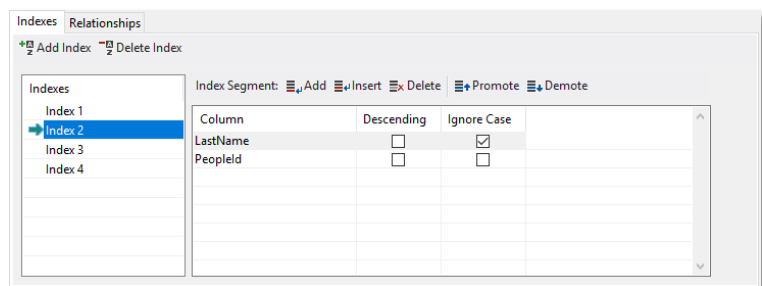 Indexes Relationships
Add Index Delete Index
Indexes
Index 1
Index 2
Index 3
Index 4
Index Segment: Add Insert Delete Promote Demote
Column Descending Ignore Case
LastName
PeopleId